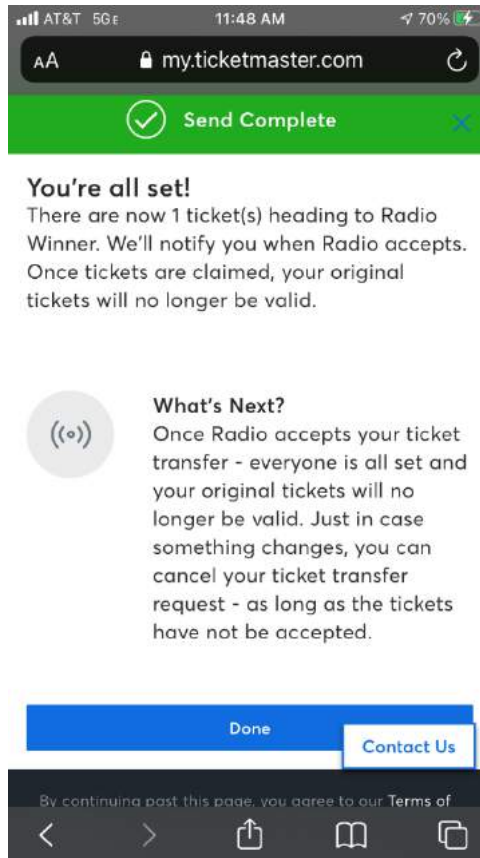 AT&T 5GE 11:48 AM 70%
AA my.ticketmaster.com
Send Complete
You're all set!
There are now 1 ticket(s) heading to Radio
Winner. We'll notify you when Radio accepts.
Once tickets are claimed, your original
tickets will no longer be valid.
What's Next?
Once Radio accepts your ticket
transfer - everyone is all set and
your original tickets will no
longer be valid. Just in case
something changes, you can
cancel your ticket transfer
request - as long as the tickets
have not be accepted.
Done
Contact Us
By continuing past this page, you agree to our Terms of